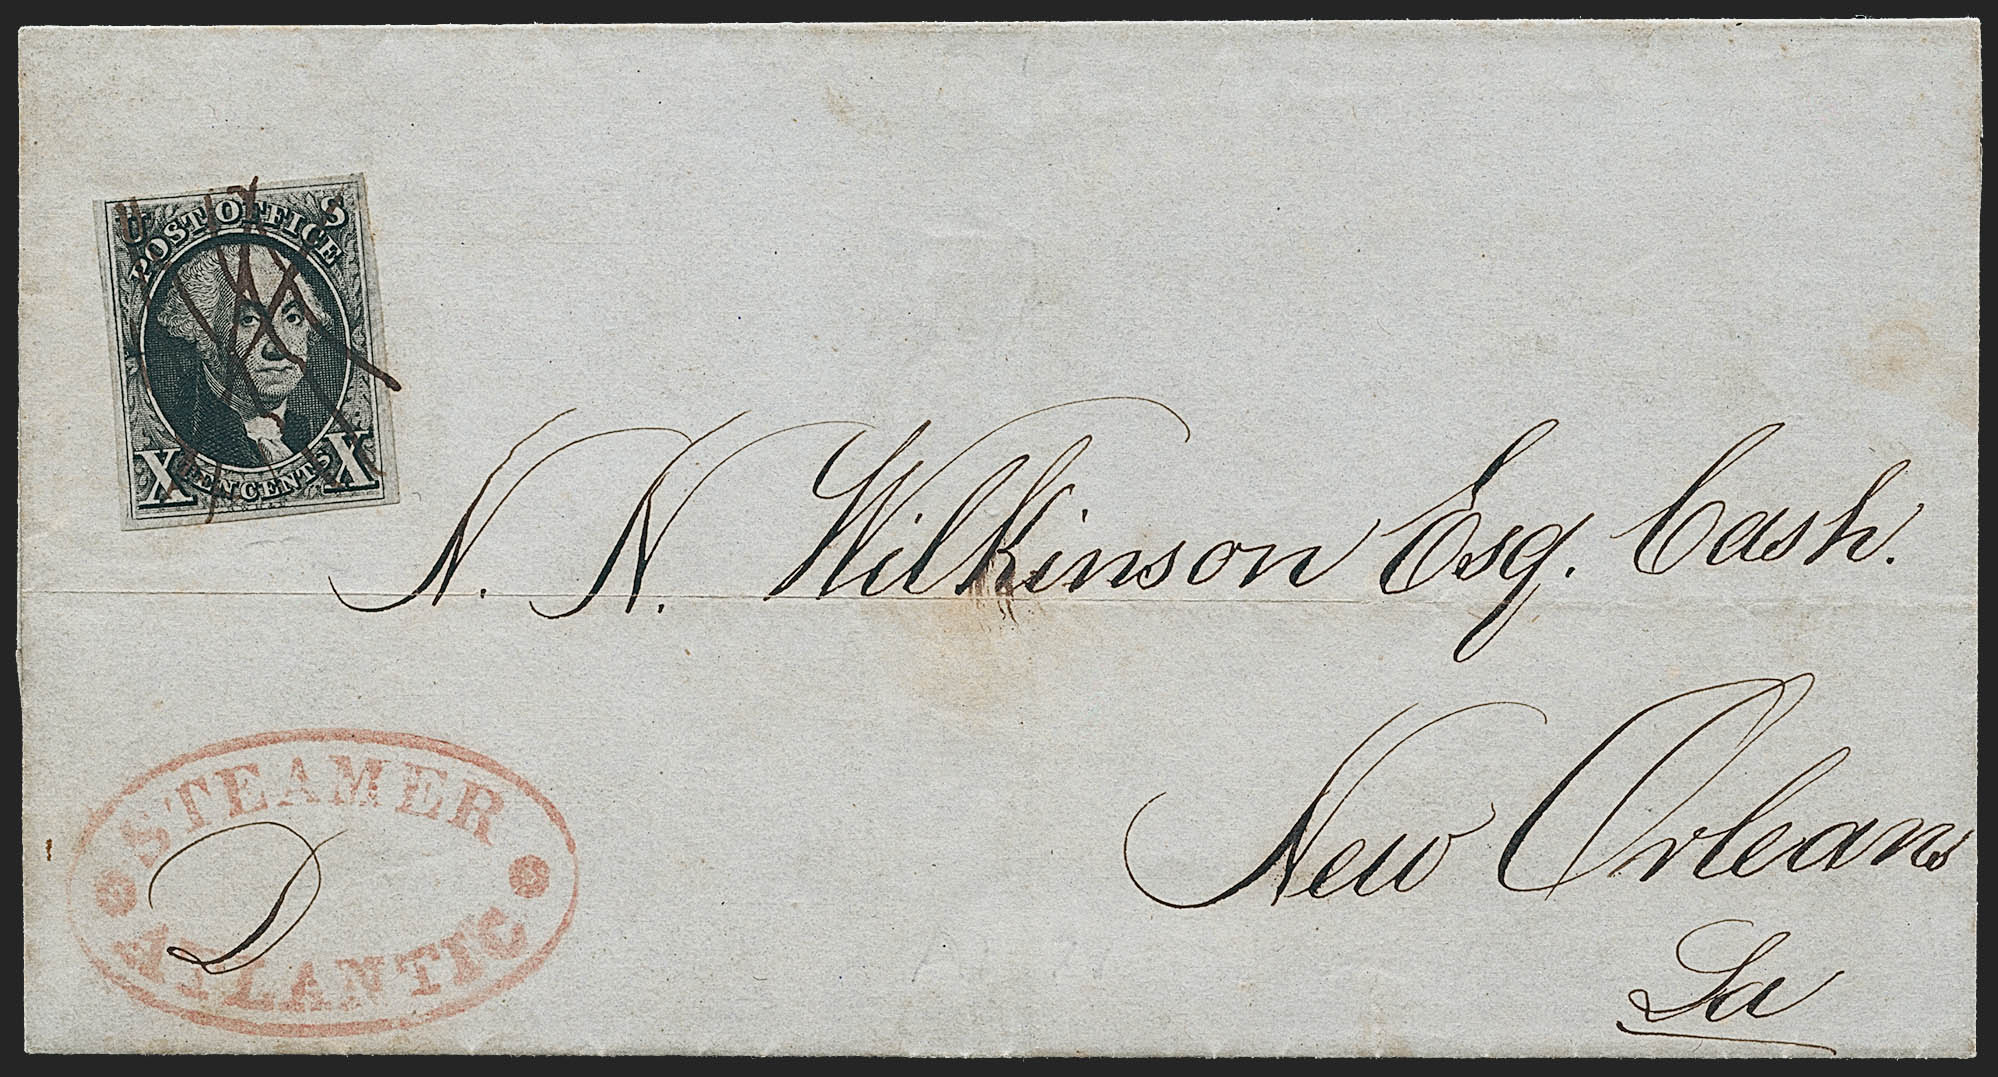 U S
POST OFFICE
X TEN CENTS X
N. N. Wilkinson Esq. Cash.
New Orleans
La
STEAMER
D
ATLANTIC